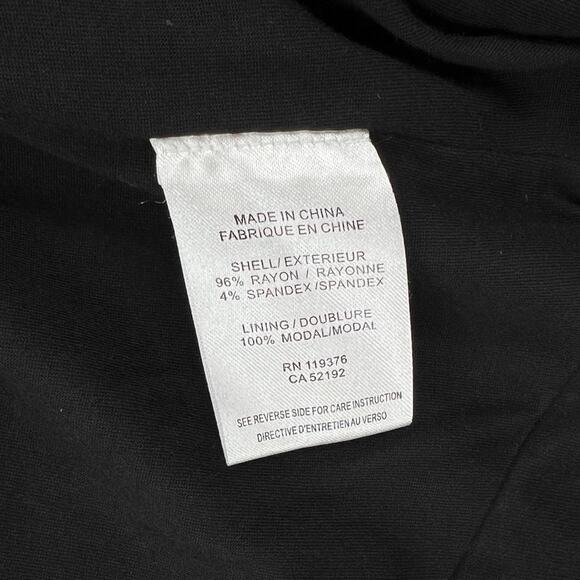 MADE IN CHINA
FABRIQUE EN CHINE
SHELL/ EXTERIEUR
96% RAYON / RAYONNE
4% SPANDEX /SPANDEX
LINING / DOUBLURE
100% MODAL/MODAL
RN 119376
CA 52192
SEE REVERSE SIDE FOR CARE INSTRUCTION
DIRECTIVE D'ENTRETIEN AU VERSO